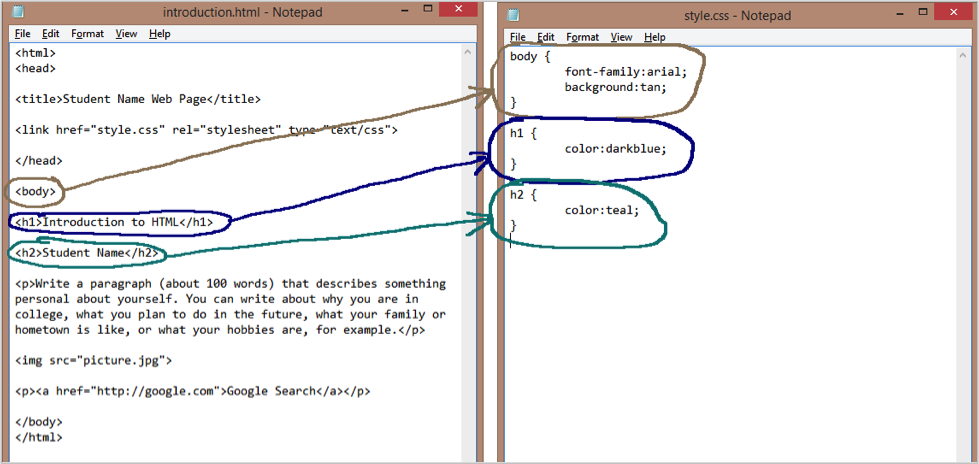 introduction.html - Notepad
File Edit Format View Help
<html>
<head>
<title>Student Name Web Page</title>
<link href="style.css" rel="stylesheet" type="text/css">
</head>
<body>
<h1>Introduction to HTML</h1>
<h2>Student Name</h2>
<p>Write a paragraph (about 100 words) that describes something
personal about yourself. You can write about why you are in
college, what you plan to do in the future, what your family or
hometown is like, or what your hobbies are, for example.</p>
<img src="picture.jpg">
<p><a href="http://google.com">Google Search</a></p>
</body>
</html>
style.css - Notepad
File Edit Format View Help
body {
font-family:arial;
background:tan;
}
h1 {
color:darkblue;
}
h2 {
color:teal;
}